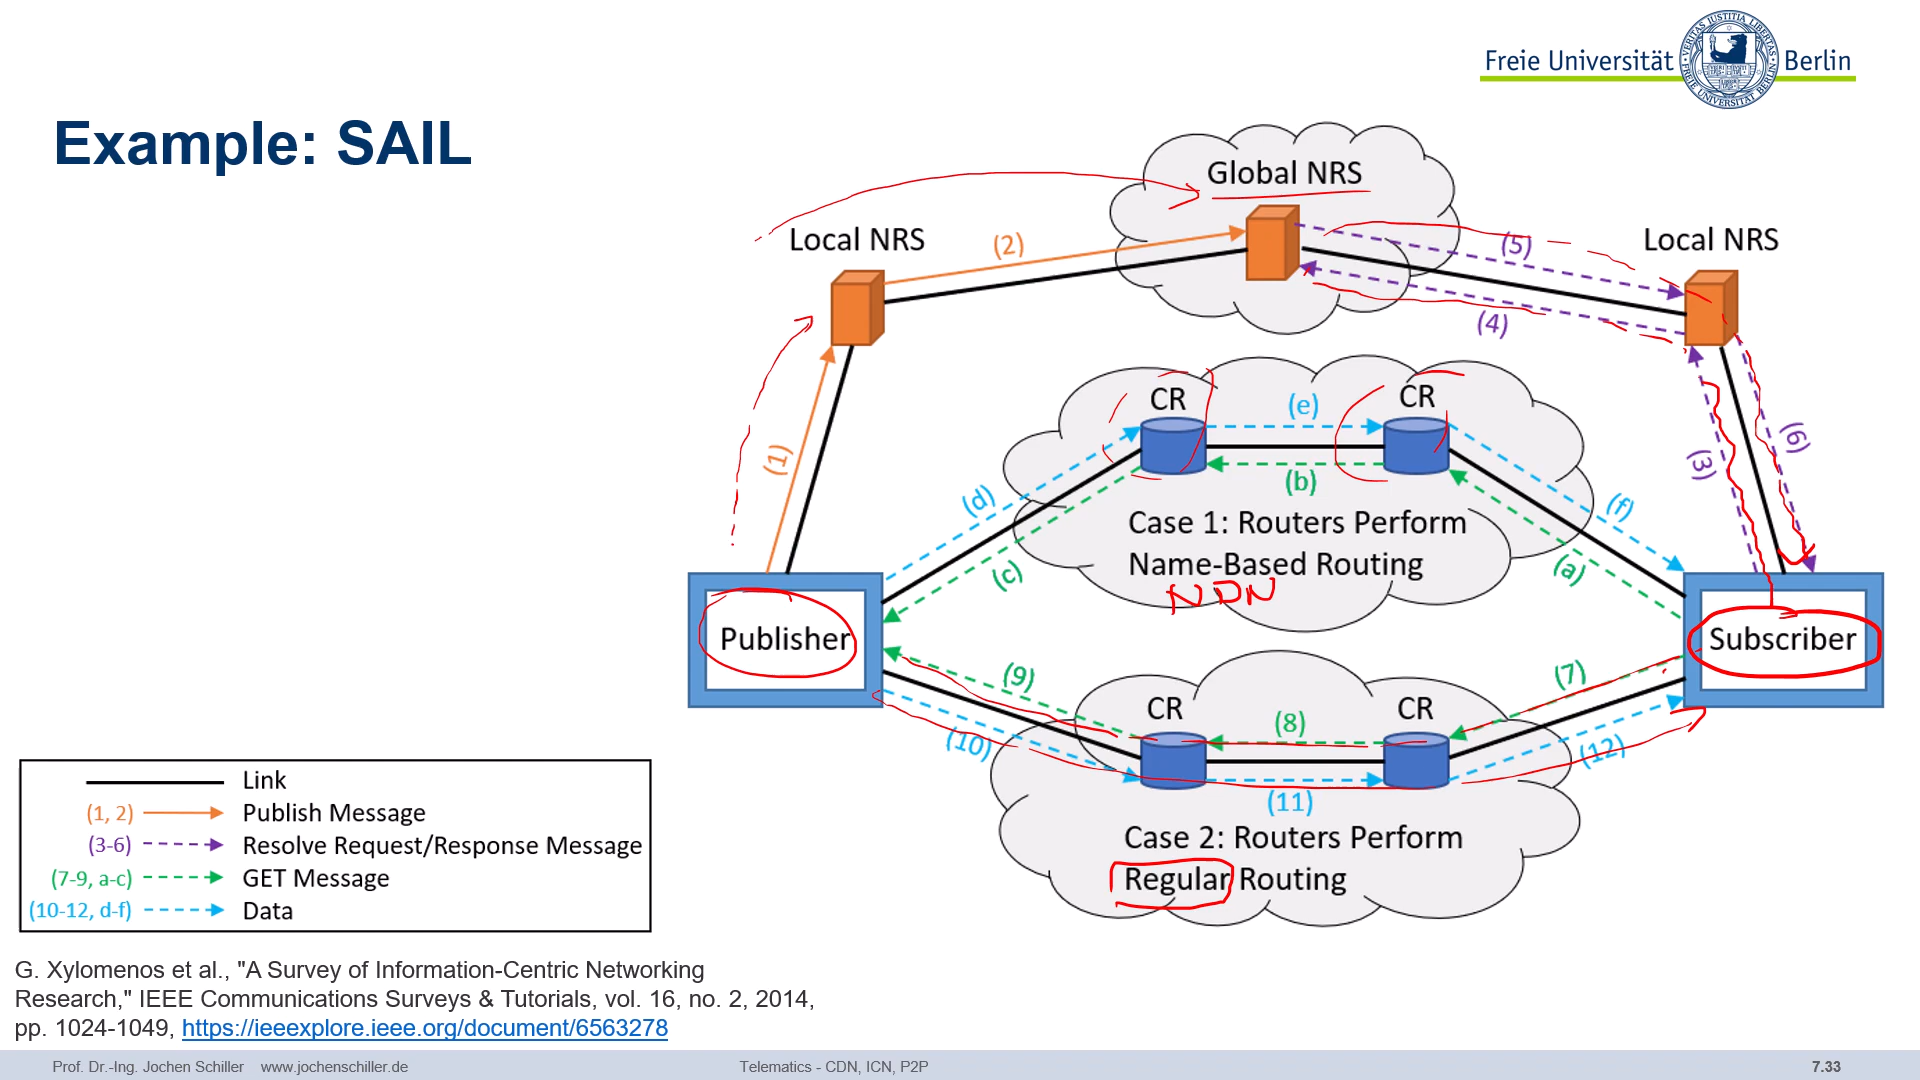 Freie Universität Berlin
Example: SAIL
Global NRS
Local NRS
Local NRS
(2)
(5)
(4)
(1)
(3)
(6)
CR
CR
(e)
(b)
(d)
(c)
(f)
(a)
Case 1: Routers Perform
Name-Based Routing
NDN
Publisher
Subscriber
(9)
(8)
(7)
CR
CR
(10)
(11)
(12)
Case 2: Routers Perform
Regular Routing
Link
(1, 2) Publish Message
(3-6) Resolve Request/Response Message
(7-9, a-c) GET Message
(10-12, d-f) Data
G. Xylomenos et al., "A Survey of Information-Centric Networking
Research," IEEE Communications Surveys & Tutorials, vol. 16, no. 2, 2014,
pp. 1024-1049, https://ieeexplore.ieee.org/document/6563278
Prof. Dr.-Ing. Jochen Schiller www.jochenschiller.de Telematics - CDN, ICN, P2P 7.33